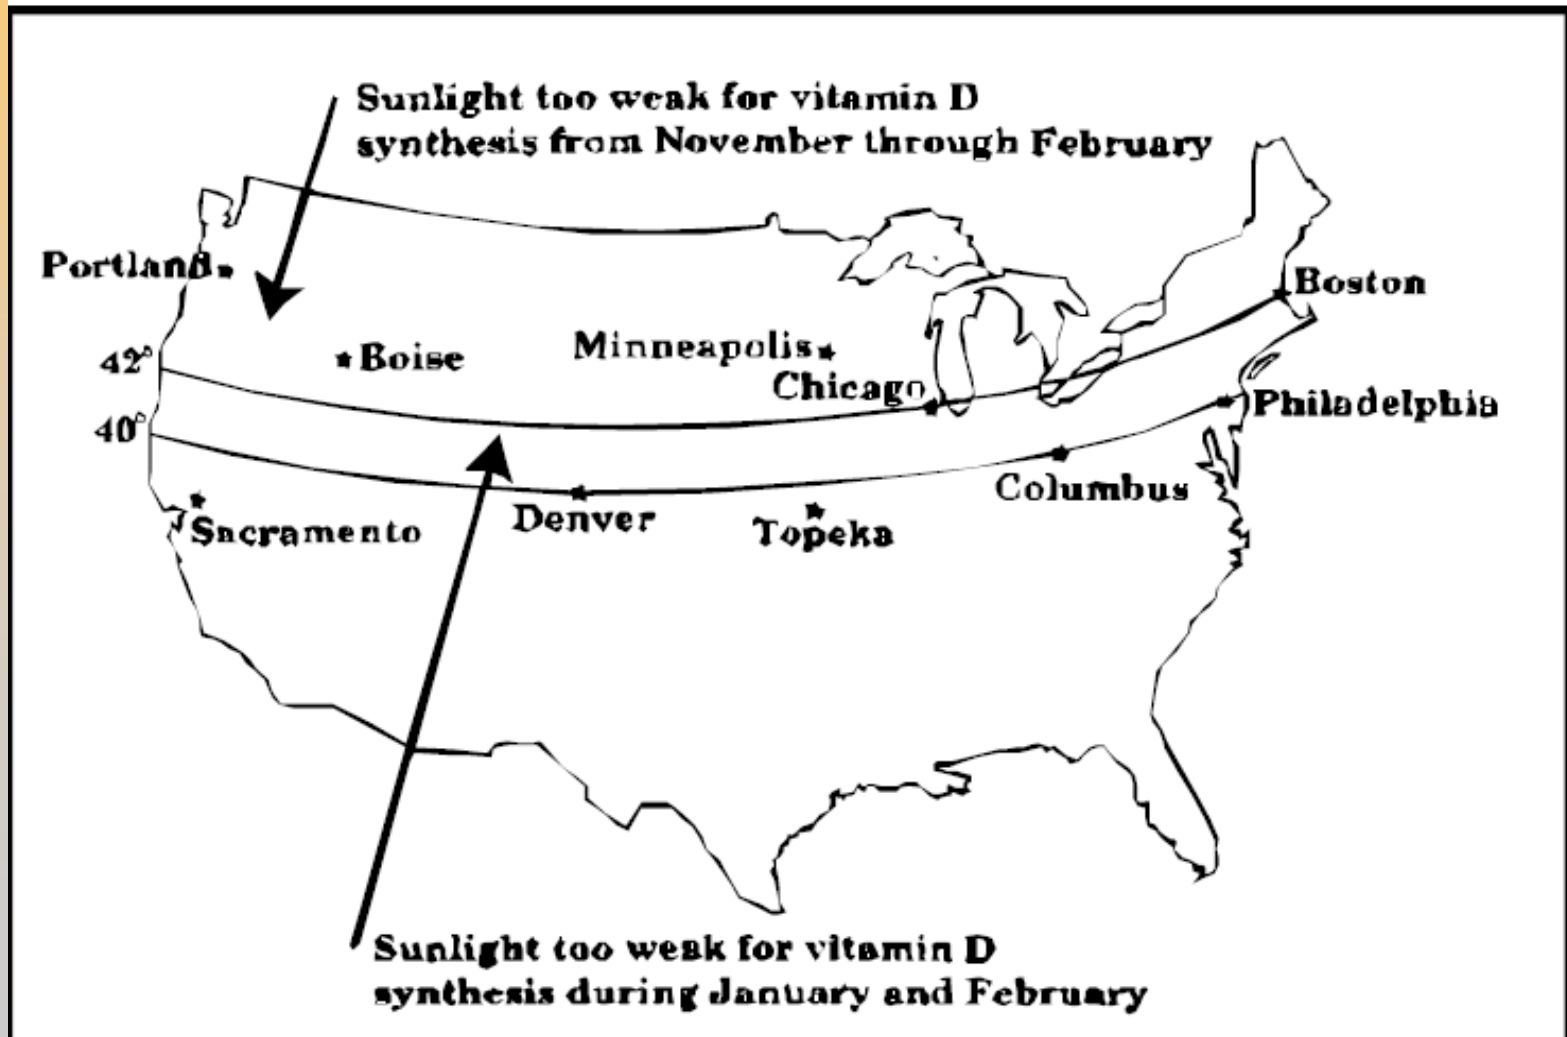 Sunlight too weak for vitamin D
synthesis from November through February
Portland
Boston
42°
Boise
Minneapolis
Chicago
40°
Philadelphia
Columbus
Sacramento
Denver
Topeka
Sunlight too weak for vitamin D
synthesis during January and February